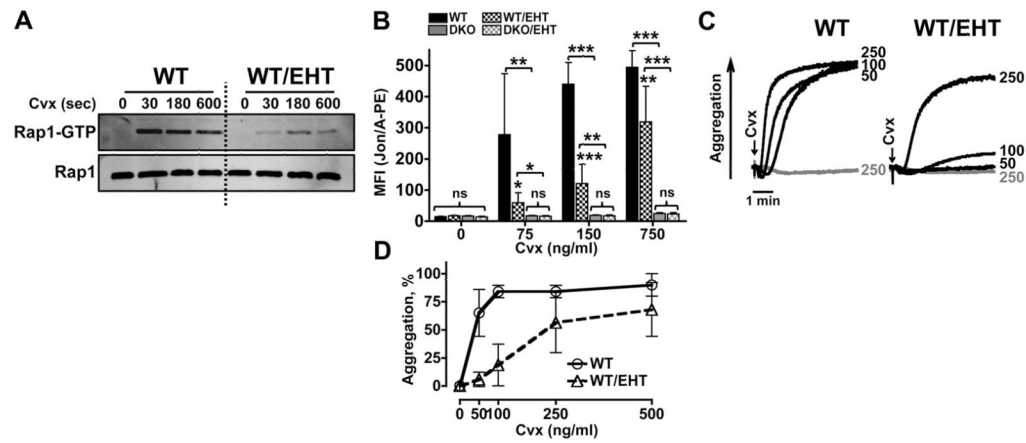 A
WT WT/EHT
Cvx (sec) 0 30 180 600 0 30 180 600
Rap1-GTP
Rap1
B
WT WT/EHT
DKO DKO/EHT
MFI (Jon/A-PE)
500
400
300
200
100
0
ns
**
*
*
ns
***
**
***
ns
***
***
**
ns
0 75 150 750
Cvx (ng/ml)
C
WT WT/EHT
Aggregation
Cvx
250
100
50
250
1 min
Cvx
250
100
50
250
D
Aggregation, %
100
75
50
25
0
WT
WT/EHT
0 50 100 250 500
Cvx (ng/ml)